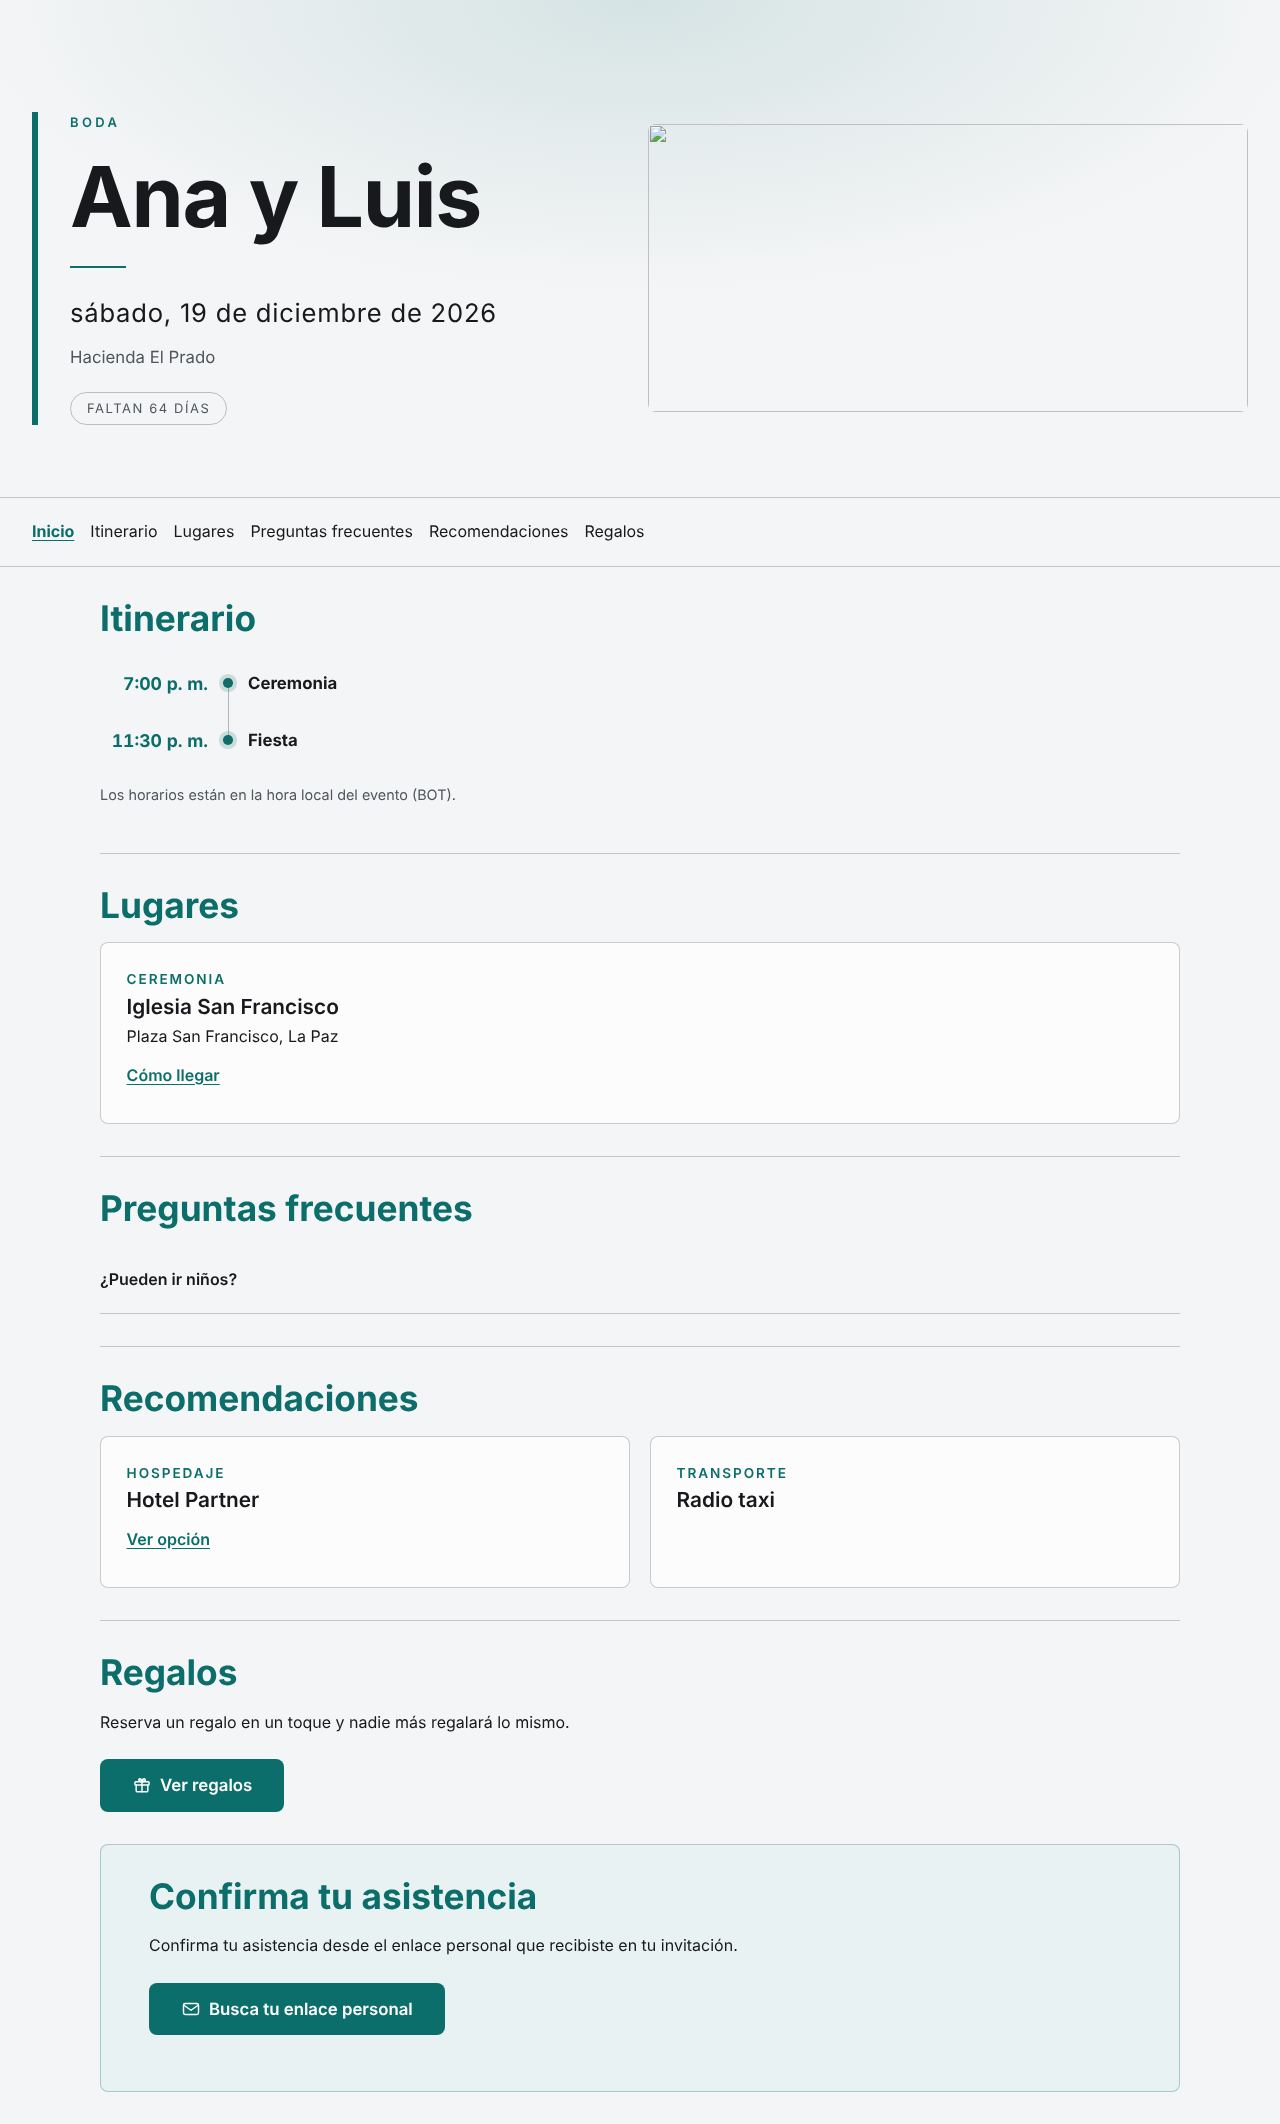 BODA
Ana y Luis
sábado, 19 de diciembre de 2026
Hacienda El Prado
FALTAN 64 DÍAS
Inicio Itinerario Lugares Preguntas frecuentes Recomendaciones Regalos
Itinerario
7:00 p. m. Ceremonia
11:30 p. m. Fiesta
Los horarios están en la hora local del evento (BOT).
Lugares
CEREMONIA
Iglesia San Francisco
Plaza San Francisco, La Paz
Cómo llegar
Preguntas frecuentes
¿Pueden ir niños?
Recomendaciones
HOSPEDAJE
Hotel Partner
Ver opción
TRANSPORTE
Radio taxi
Regalos
Reserva un regalo en un toque y nadie más regalará lo mismo.
Ver regalos
Confirma tu asistencia
Confirma tu asistencia desde el enlace personal que recibiste en tu invitación.
Busca tu enlace personal